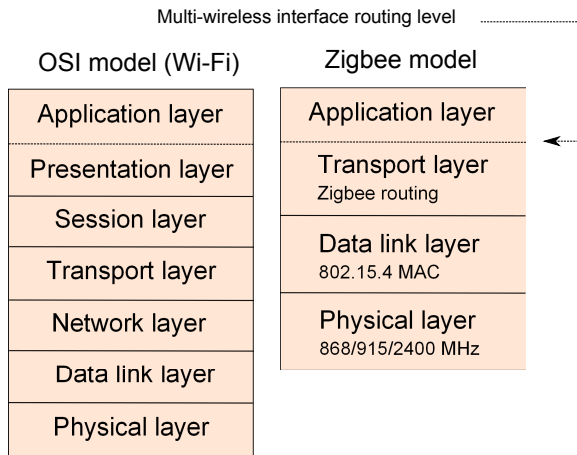 Multi-wireless interface routing level
OSI model (Wi-Fi)
Application layer
Presentation layer
Session layer
Transport layer
Network layer
Data link layer
Physical layer
Zigbee model
Application layer
Transport layer
Zigbee routing
Data link layer
802.15.4 MAC
Physical layer
868/915/2400 MHz